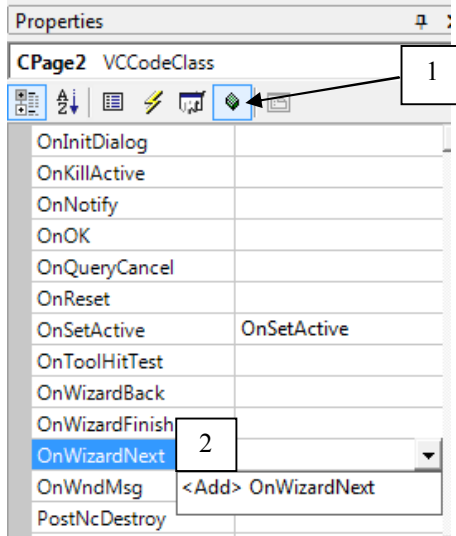 Properties
CPage2 VCCodeClass
1
OnInitDialog
OnKillActive
OnNotify
OnOK
OnQueryCancel
OnReset
OnSetActive OnSetActive
OnToolHitTest
OnWizardBack
OnWizardFinish
OnWizardNext 2
OnWndMsg <Add> OnWizardNext
PostNcDestroy